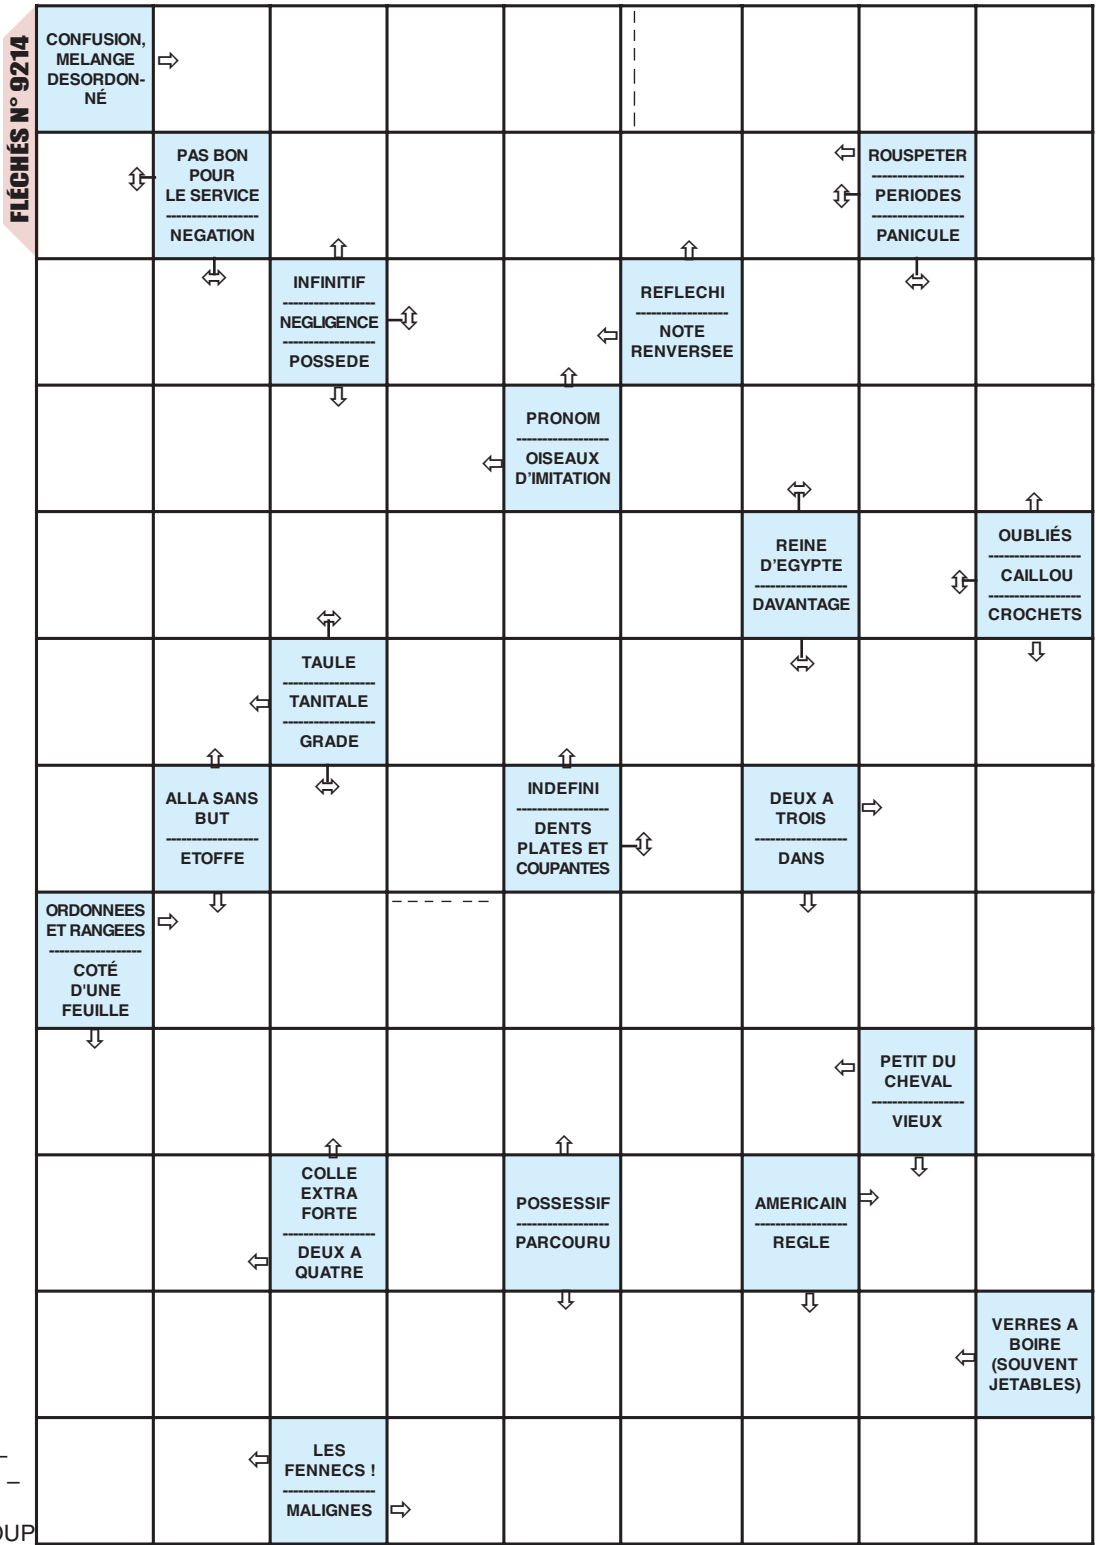 FLÉCHÉS N° 9214
CONFUSION,
MELANGE
DESORDON-
NÉ
PAS BON
POUR
LE SERVICE
NEGATION
ROUSPETER
PERIODES
PANICULE
INFINITIF
NEGLIGENCE
POSSEDE
REFLECHI
NOTE
RENVERSEE
PRONOM
OISEAUX
D'IMITATION
REINE
D'EGYPTE
DAVANTAGE
OUBLIÉS
CAILLOU
CROCHETS
TAULE
TANITALE
GRADE
ALLA SANS
BUT
ETOFFE
INDEFINI
DENTS
PLATES ET
COUPANTES
DEUX A
TROIS
DANS
ORDONNEES
ET RANGEES
COTÉ
D'UNE
FEUILLE
PETIT DU
CHEVAL
VIEUX
COLLE
EXTRA
FORTE
DEUX A
QUATRE
POSSESSIF
PARCOURU
AMERICAIN
REGLE
VERRES A
BOIRE
(SOUVENT
JETABLES)
LES
FENNECS !
MALIGNES
OUP